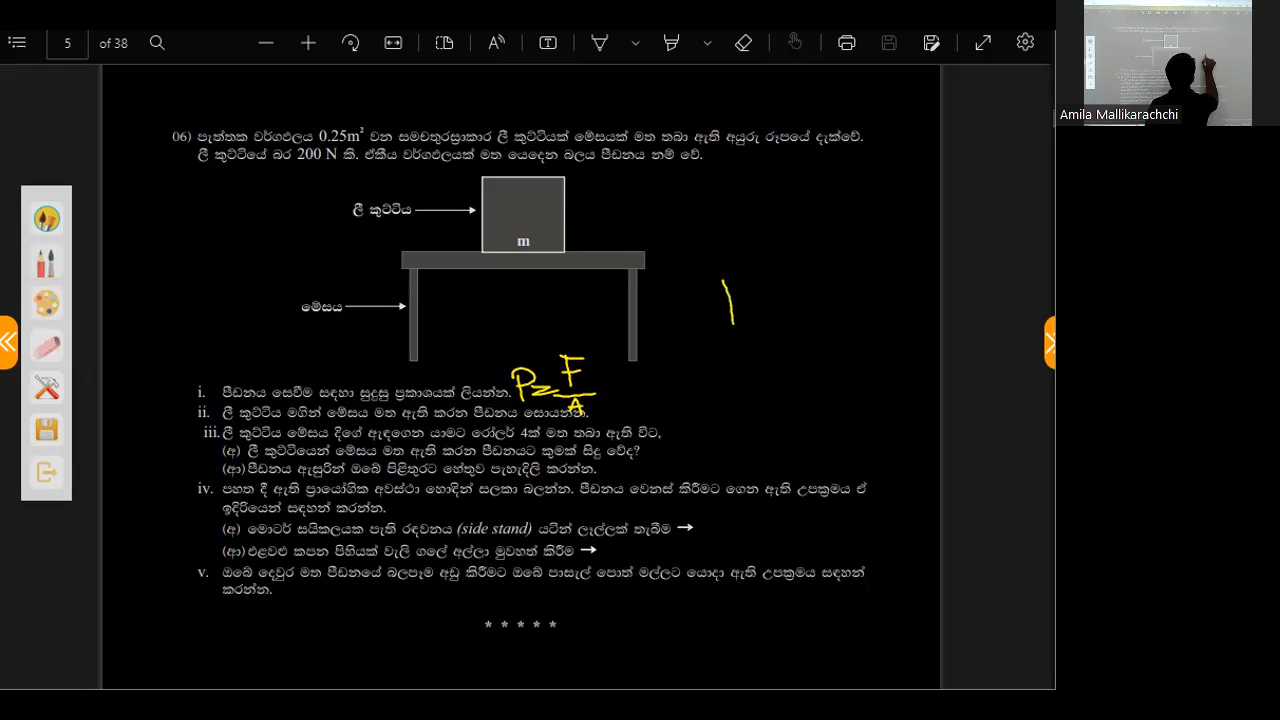 5 of 38
Amila Mallikarachchi
06) පැත්තක වර්ගඵලය 0.25m² වන සමචතුරස්‍රාකාර ලී කුට්ටියක් මේසයක් මත තබා ඇති අයුරු රූපයේ දැක්වේ.
ලී කුට්ටියේ බර 200 N කි. ඒකීය වර්ගඵලයක් මත යෙදෙන බලය පීඩනය නම් වේ.
ලී කුට්ටිය
m
මේසය
i. පීඩනය සෙවීම සඳහා සුදුසු ප්‍රකාශයක් ලියන්න. P = F/A
ii. ලී කුට්ටිය මගින් මේසය මත ඇති කරන පීඩනය සොයන්න.
iii. ලී කුට්ටිය මේසය දිගේ ඇඳගෙන යාමට රෝලර් 4ක් මත තබා ඇති විට,
(අ) ලී කුට්ටියෙන් මේසය මත ඇති කරන පීඩනයට කුමක් සිදු වේද?
(ආ) පීඩනය ඇසුරින් ඔබේ පිළිතුරට හේතුව පැහැදිලි කරන්න.
iv. පහත දී ඇති ප්‍රායෝගික අවස්ථා හොඳින් සලකා බලන්න. පීඩනය වෙනස් කිරීමට ගෙන ඇති උපක්‍රමය ඒ
ඉදිරියෙන් සඳහන් කරන්න.
(අ) මොටර් සයිකලයක පැති රඳවනය (side stand) යටින් ලෑල්ලක් තැබීම →
(ආ) එළවළු කපන පිහියක් වැලි ගලේ අල්ලා මුවහත් කිරීම →
v. ඔබේ දෙවුර මත පීඩනයේ බලපෑම අඩු කිරීමට ඔබේ පාසැල් පොත් මල්ලට යොදා ඇති උපක්‍රමය සඳහන්
කරන්න.
* * * * *